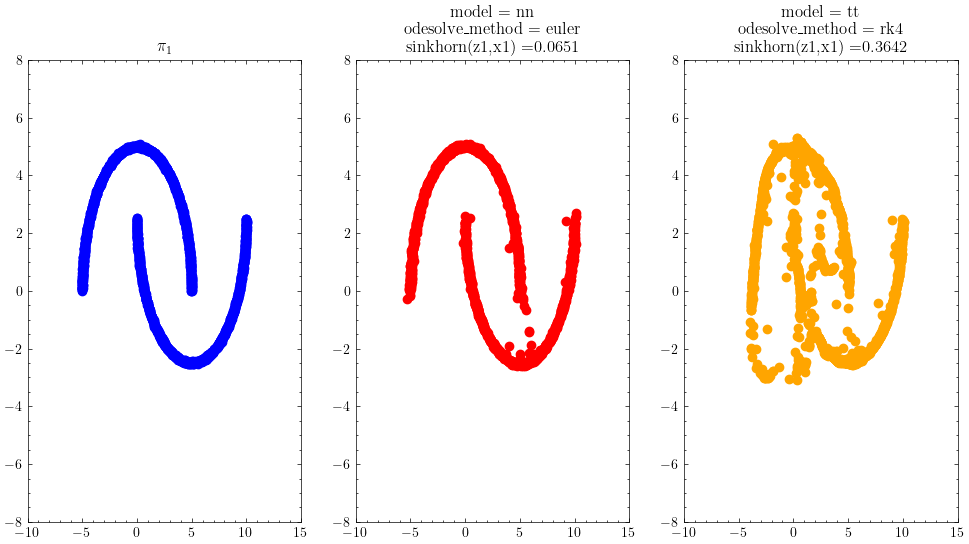 π₁
8
6
4
2
0
−2
−4
−6
−8
−10 −5 0 5 10 15
model = nn
odesolve_method = euler
sinkhorn(z1,x1) =0.0651
8
6
4
2
0
−2
−4
−6
−8
−10 −5 0 5 10 15
model = tt
odesolve_method = rk4
sinkhorn(z1,x1) =0.3642
8
6
4
2
0
−2
−4
−6
−8
−10 −5 0 5 10 15